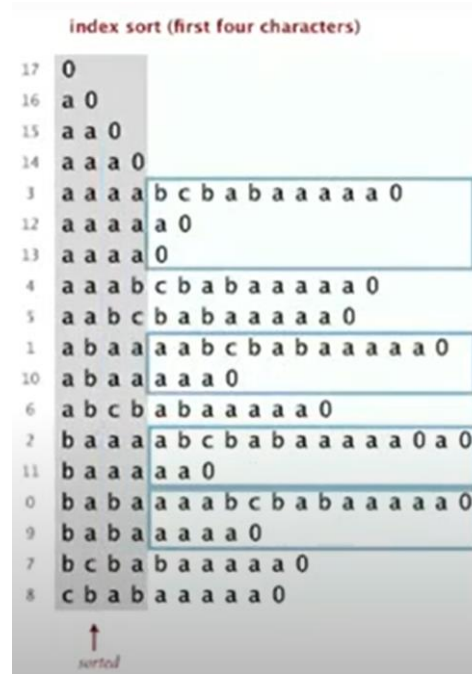 index sort (first four characters)
17 0
16 a 0
15 a a 0
14 a a a 0
3 a a a a b c b a b a a a a a 0
12 a a a a a 0
13 a a a a 0
4 a a a b c b a b a a a a a 0
5 a a b c b a b a a a a a 0
1 a b a a a a b c b a b a a a a a 0
10 a b a a a a a 0
6 a b c b a b a a a a a 0
2 b a a a a b c b a b a a a a a 0 a 0
11 b a a a a a 0
0 b a b a a a a b c b a b a a a a a 0
9 b a b a a a a a 0
7 b c b a b a a a a a 0
8 c b a b a a a a a 0
sorted